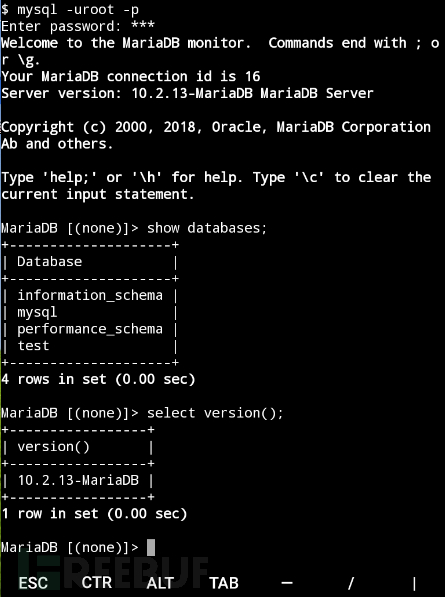 $ mysql -uroot -p
Enter password: ***
Welcome to the MariaDB monitor.  Commands end with ; o
r \g.
Your MariaDB connection id is 16
Server version: 10.2.13-MariaDB MariaDB Server

Copyright (c) 2000, 2018, Oracle, MariaDB Corporation
Ab and others.

Type 'help;' or '\h' for help. Type '\c' to clear the
current input statement.

MariaDB [(none)]> show databases;
+--------------------+
| Database           |
+--------------------+
| information_schema |
| mysql              |
| performance_schema |
| test               |
+--------------------+
4 rows in set (0.00 sec)

MariaDB [(none)]> select version();
+-----------------+
| version()       |
+-----------------+
| 10.2.13-MariaDB |
+-----------------+
1 row in set (0.00 sec)

MariaDB [(none)]>
FREEBUF
ESC CTR ALT TAB — / |